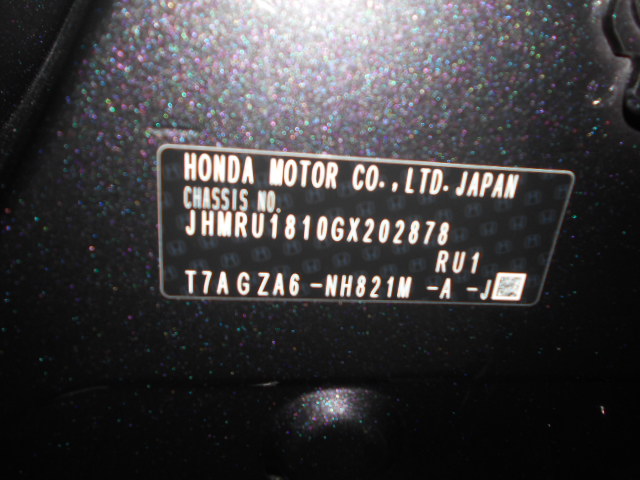 HONDA MOTOR CO.,LTD.JAPAN
CHASSIS NO.
JHMRU1810GX202878
RU1
T7AGZA6-NH821M -A -J